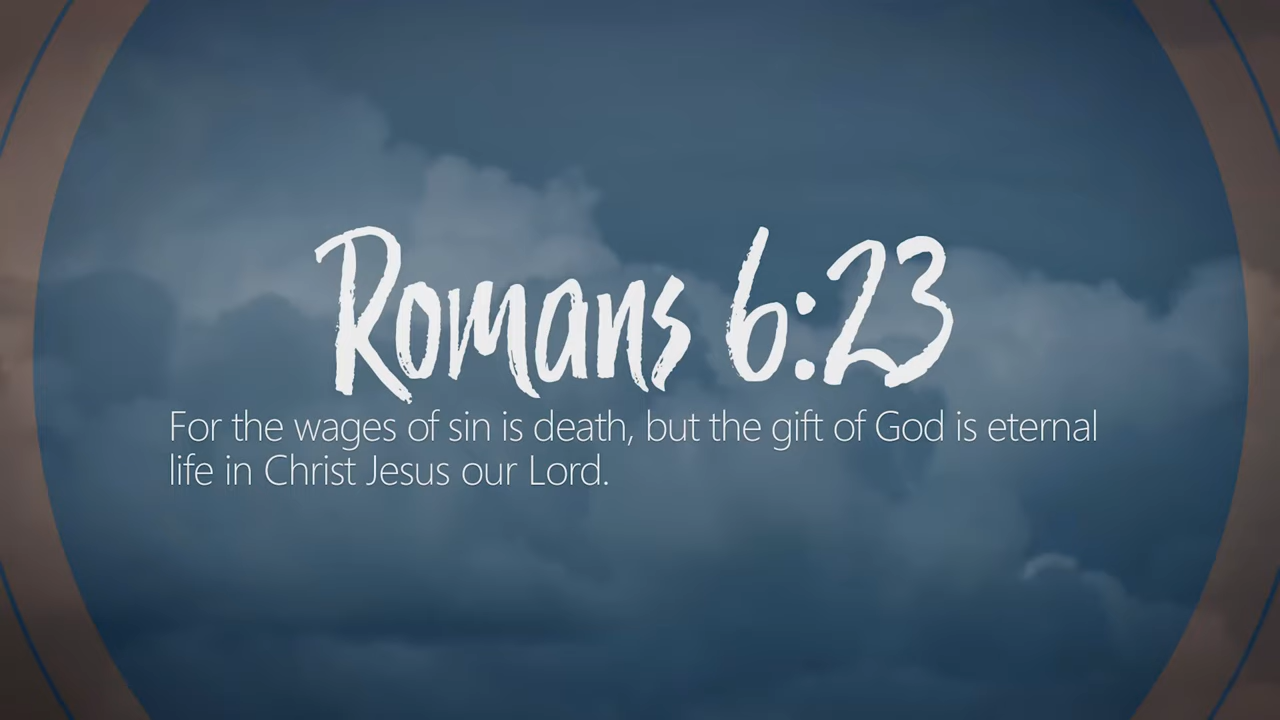 Romans 6:23
For the wages of sin is death, but the gift of God is eternal
life in Christ Jesus our Lord.